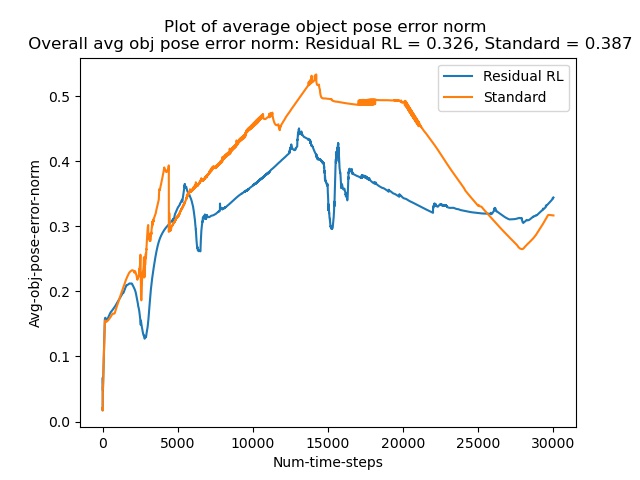 Plot of average object pose error norm
Overall avg obj pose error norm: Residual RL = 0.326, Standard = 0.387
Residual RL
Standard
Avg-obj-pose-error-norm
0.5
0.4
0.3
0.2
0.1
0.0
0 5000 10000 15000 20000 25000 30000
Num-time-steps